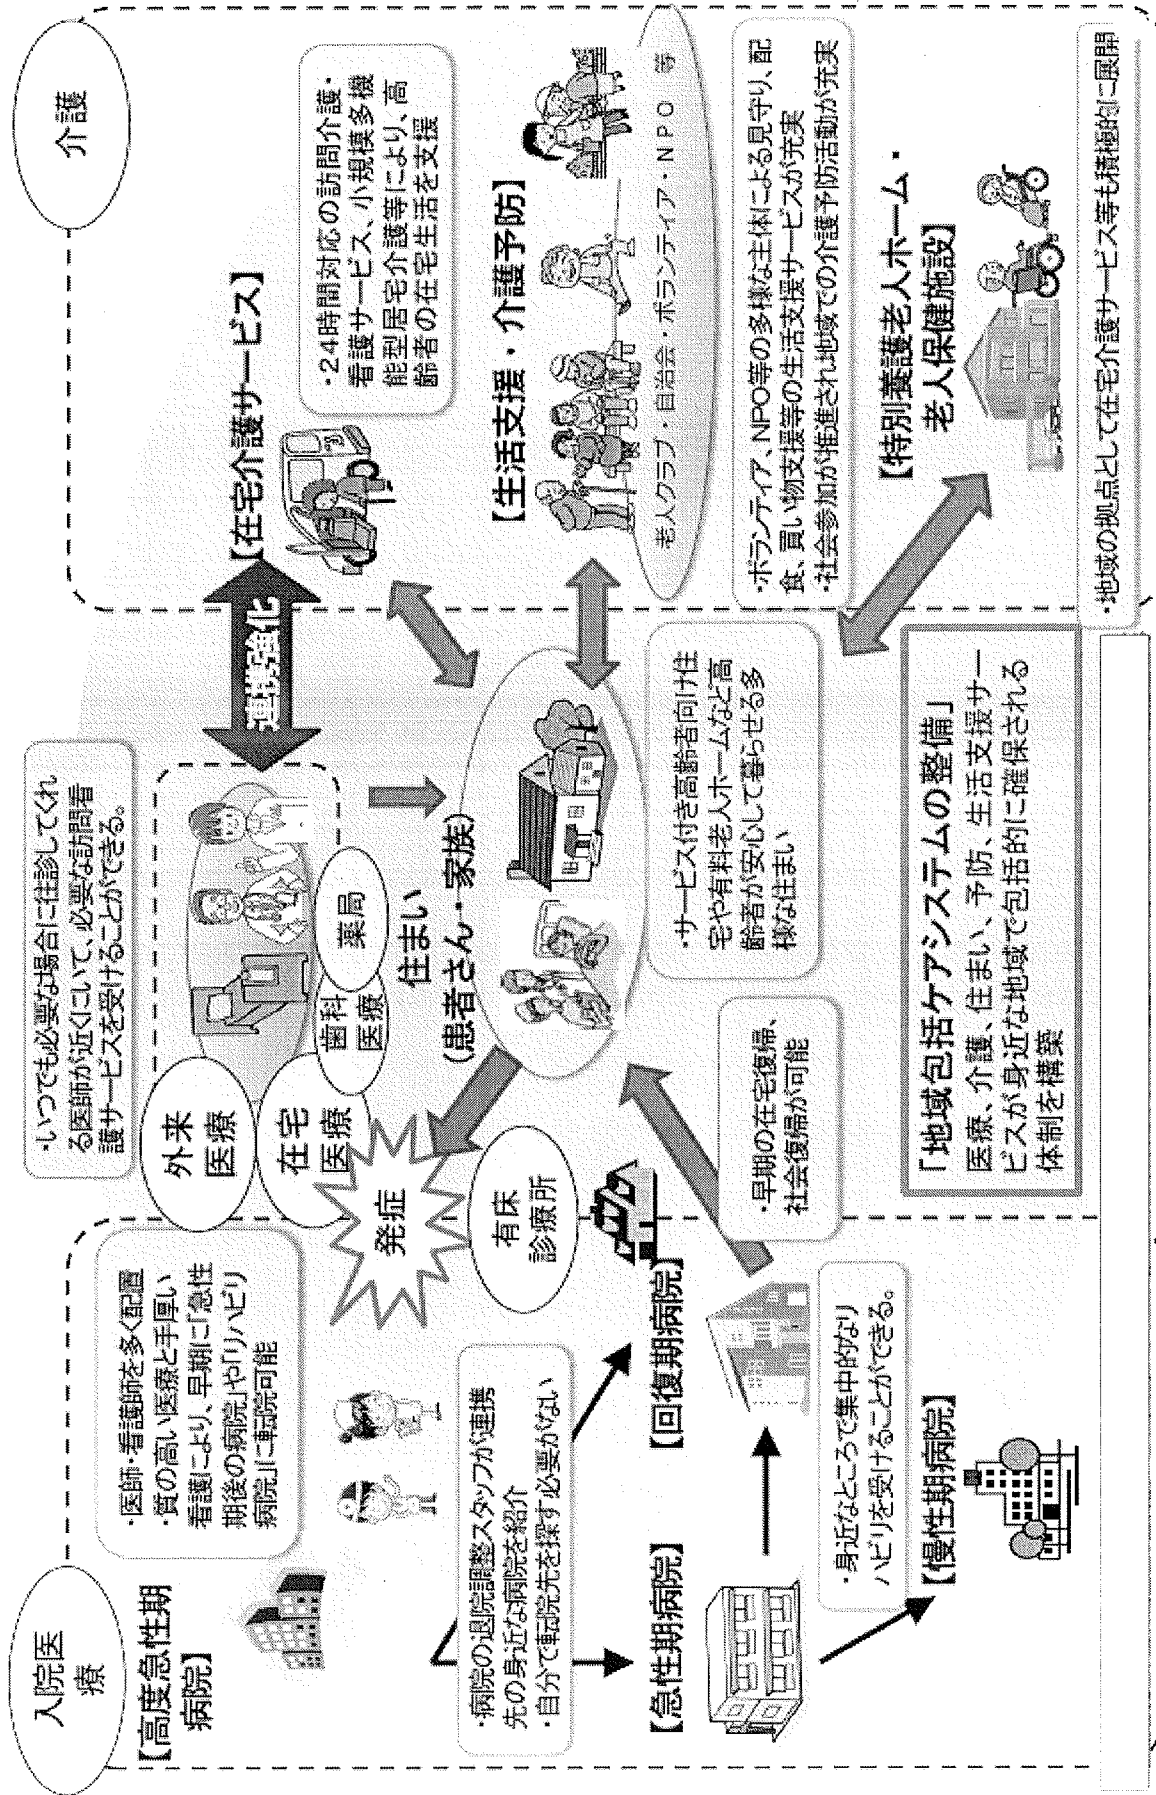 入院医
療
【高度急性期
病院】
・医師・看護師を多く配置
・質の高い医療と手厚い
看護により、早期に「急性
期後の病院」や「リハビリ
病院」に転院可能
・病院の退院調整スタッフが連携
先の身近な病院を紹介
・自分で転院先を探す必要がない
【急性期病院】
【回復期病院】
・身近なところで集中的なリ
ハビリを受けることができる。
【慢性期病院】
・いつでも必要な場合に往診してくれ
る医師が近くにいて、必要な訪問看
護サービスを受けることができる。
外来
医療
在宅
医療
歯科
医療
薬局
発症
有床
診療所
住まい
(患者さん・家族)
・早期の在宅復帰、
社会復帰が可能
・サービス付き高齢者向け住
宅や有料老人ホームなど高
齢者が安心して暮らせる多
様な住まい
「地域包括ケアシステムの整備」
医療、介護、住まい、予防、生活支援サー
ビスが身近な地域で包括的に確保される
体制を構築
連携強化
介護
【在宅介護サービス】
・24時間対応の訪問介護・
看護サービス、小規模多機
能型居宅介護等により、高
齢者の在宅生活を支援
【生活支援・介護予防】
老人クラブ・自治会・ボランティア・NPO 等
・ボランティア、NPO等の多様な主体による見守り、配
食、買い物支援等の生活支援サービスが充実
・社会参加が推進され地域での介護予防活動が充実
【特別養護老人ホーム・
老人保健施設】
・地域の拠点として在宅介護サービス等も積極的に展開